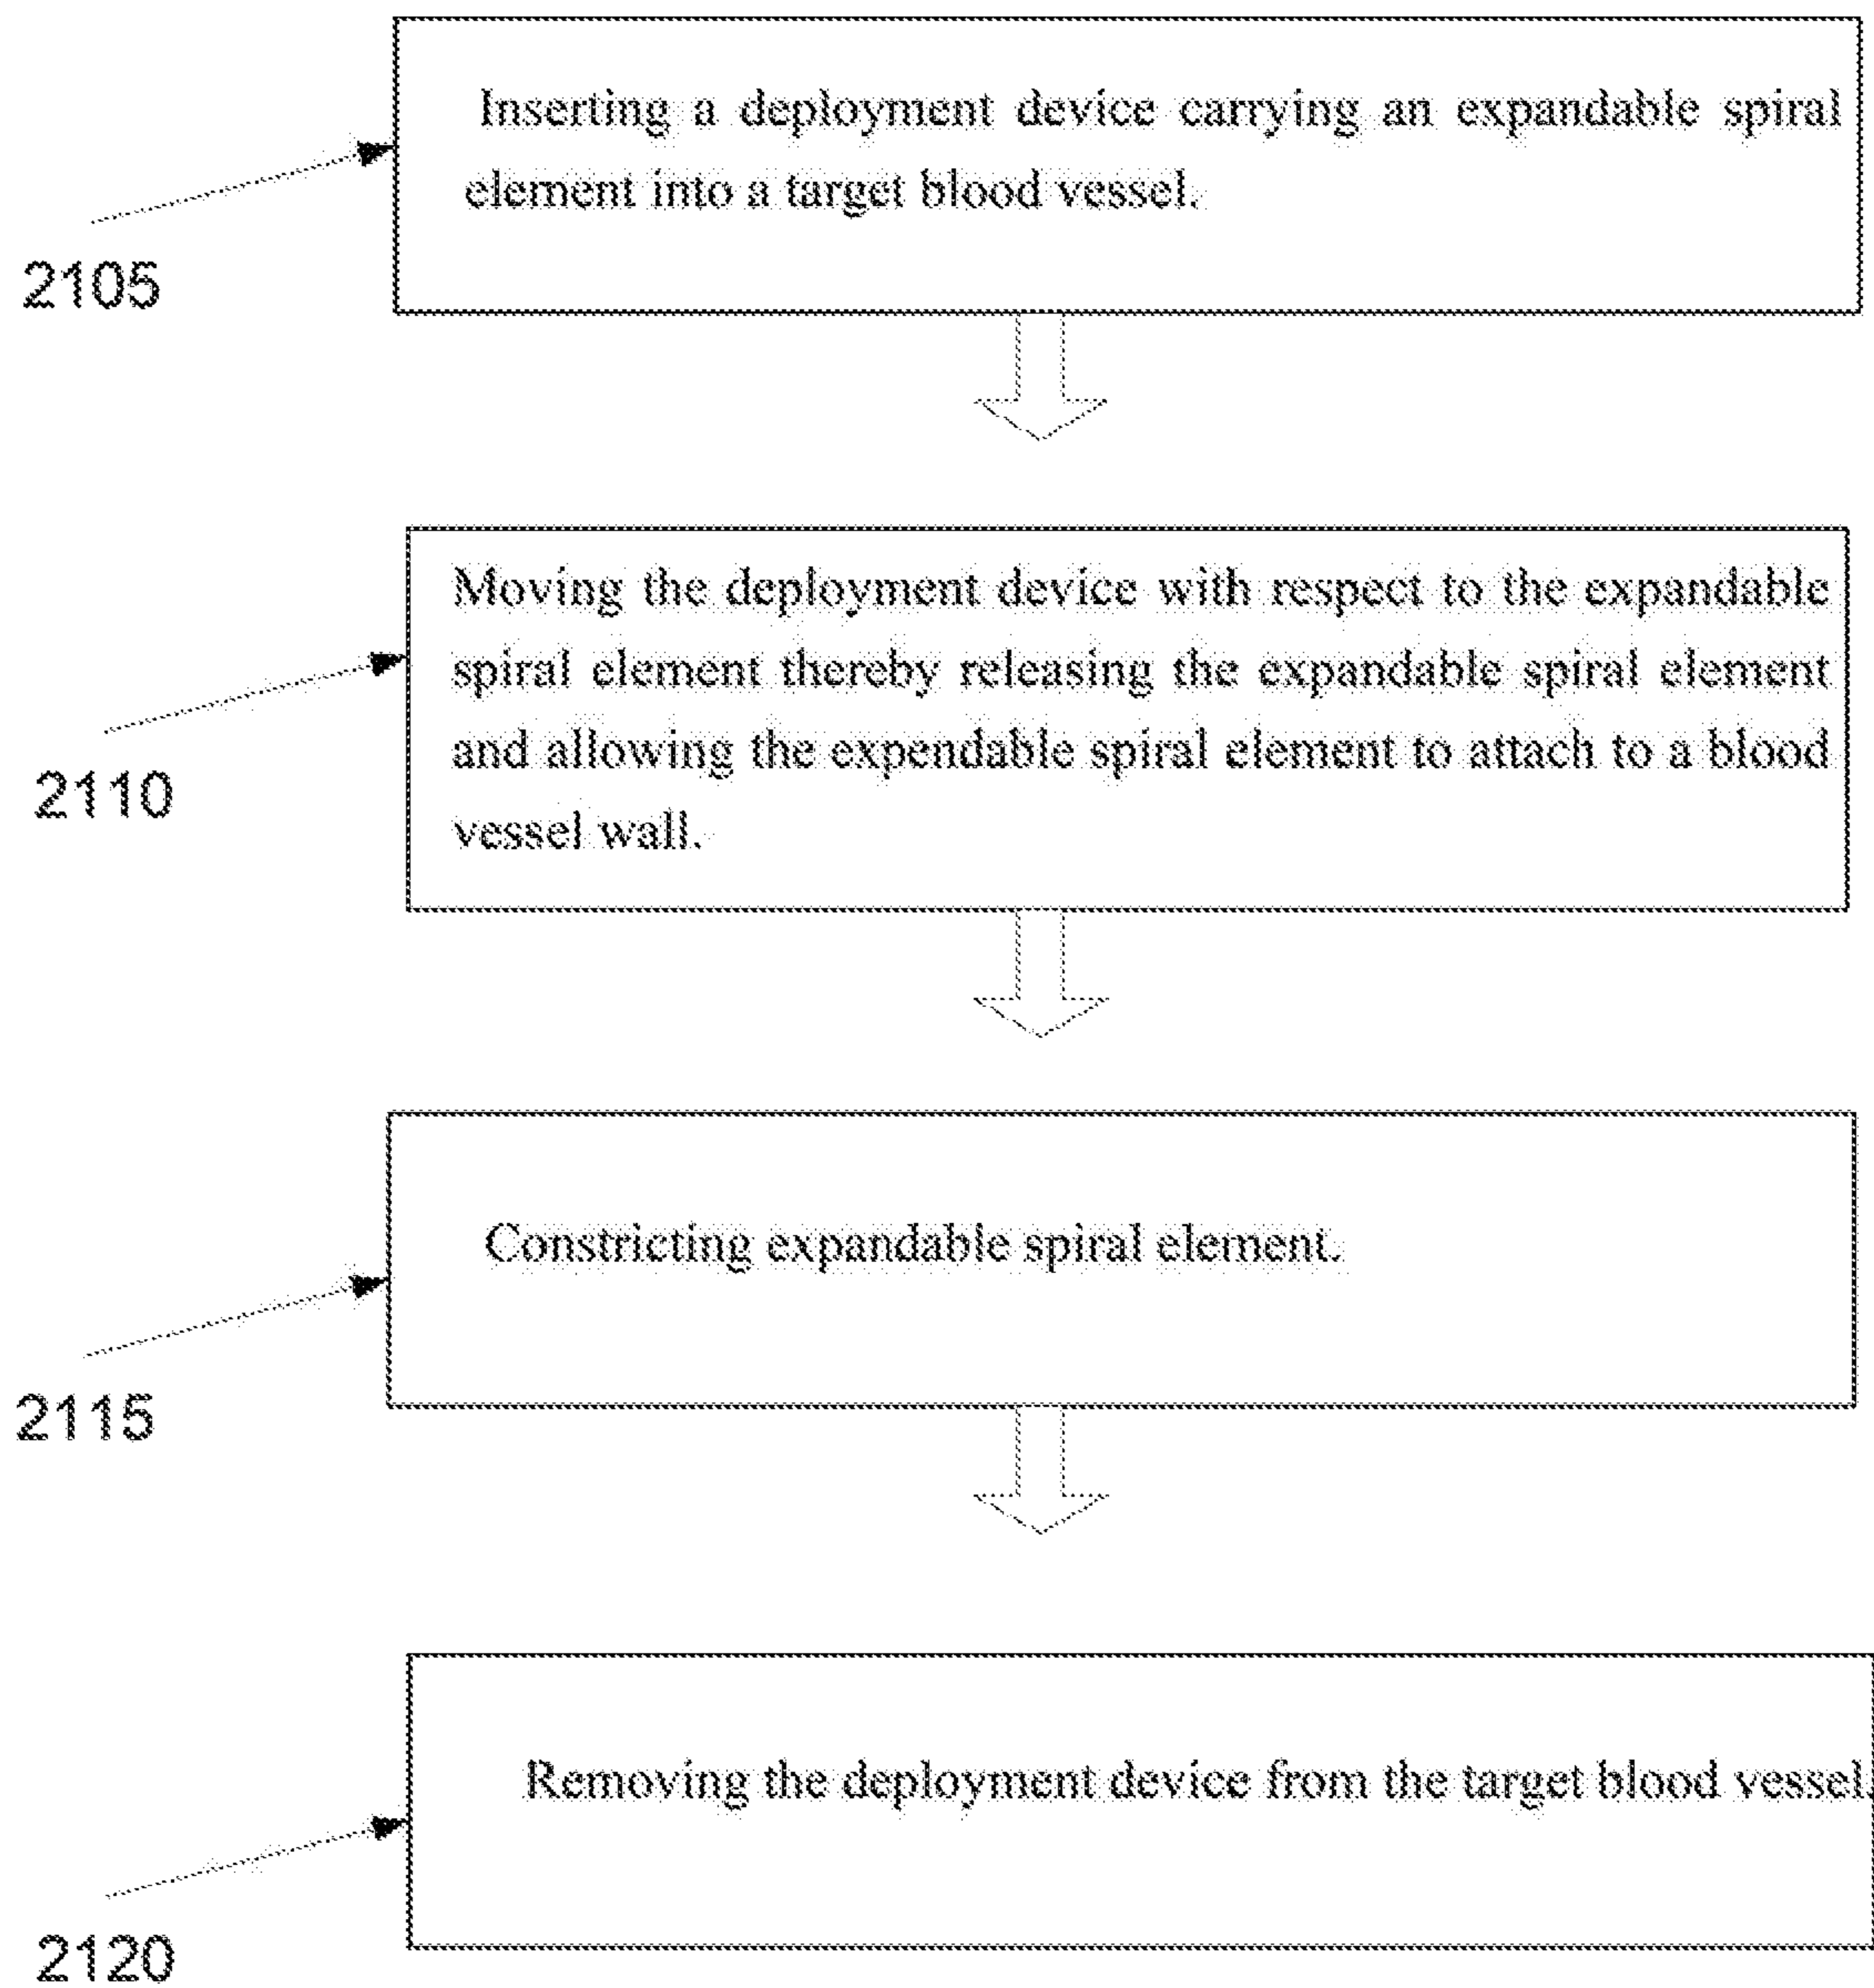 Inserting a deployment device carrying an expandable spiral
element into a target blood vessel.
2105
Moving the deployment device with respect to the expandable
spiral element thereby releasing the expandable spiral element
and allowing the expendable spiral element to attach to a blood
vessel wall.
2110
Constricting expandable spiral element.
2115
Removing the deployment device from the target blood vessel.
2120